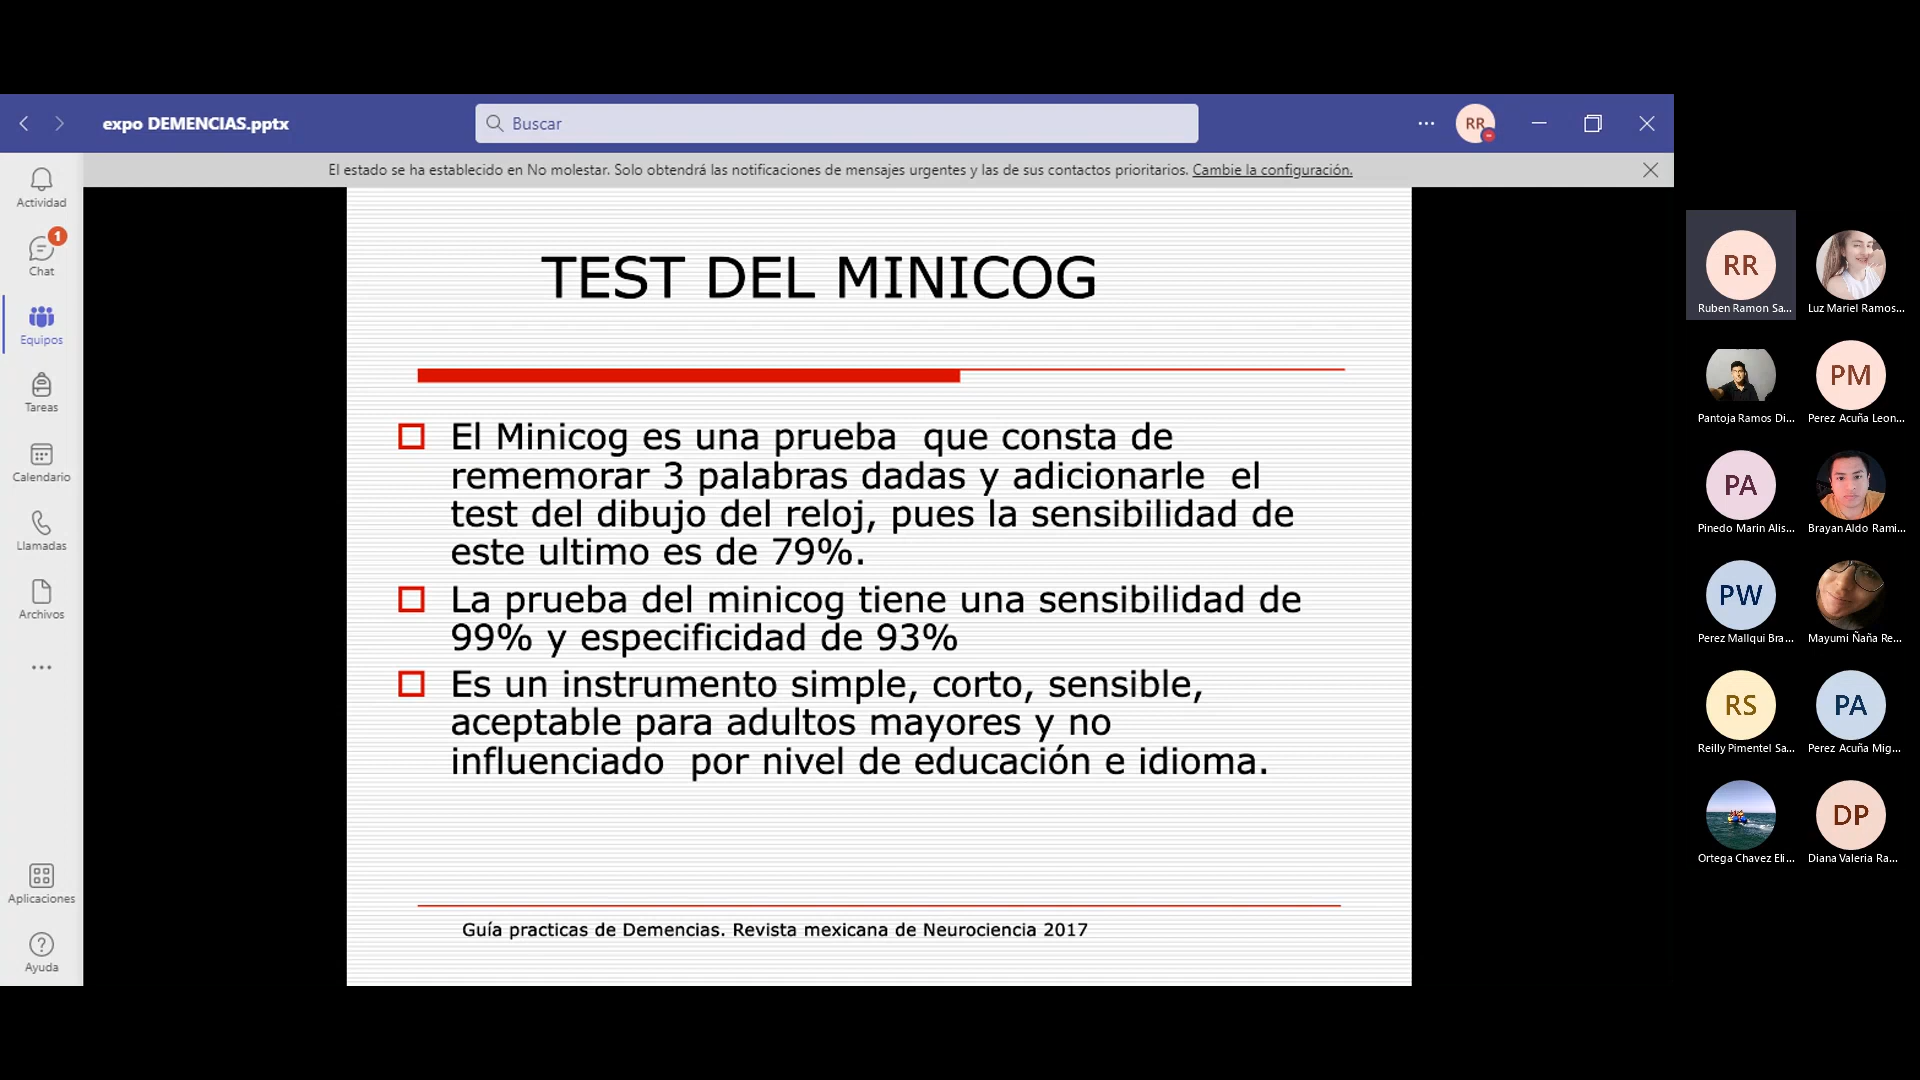 expo DEMENCIAS.pptx
Buscar
RR
El estado se ha establecido en No molestar. Solo obtendrá las notificaciones de mensajes urgentes y las de sus contactos prioritarios. Cambie la configuración.
Actividad
1
Chat
Equipos
Tareas
Calendario
Llamadas
Archivos
Aplicaciones
Ayuda
TEST DEL MINICOG
El Minicog es una prueba que consta de
rememorar 3 palabras dadas y adicionarle el
test del dibujo del reloj, pues la sensibilidad de
este ultimo es de 79%.
La prueba del minicog tiene una sensibilidad de
99% y especificidad de 93%
Es un instrumento simple, corto, sensible,
aceptable para adultos mayores y no
influenciado por nivel de educación e idioma.
Guía practicas de Demencias. Revista mexicana de Neurociencia 2017
RR
Ruben Ramon Sa...
Luz Mariel Ramos...
Pantoja Ramos Di...
PM
Perez Acuña Leon...
PA
Pinedo Marin Alis...
Brayan Aldo Rami...
PW
Perez Mallqui Bra...
Mayumi Ñaña Re...
RS
Reilly Pimentel Sa...
PA
Perez Acuña Mig...
Ortega Chavez Eli...
DP
Diana Valeria Ra...